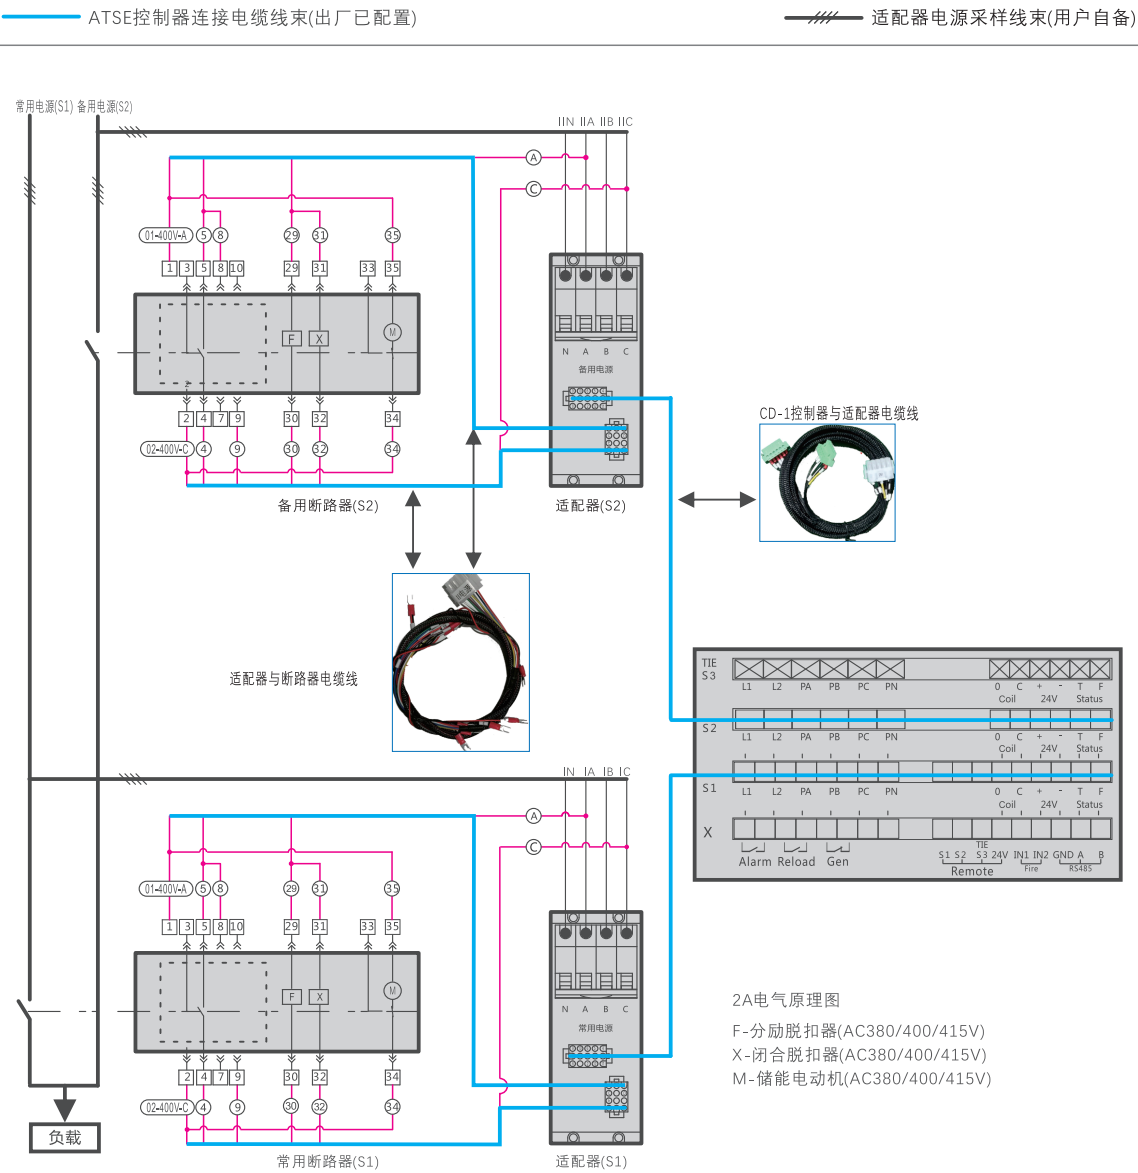 ATSE控制器连接电缆线束(出厂已配置)
适配器电源采样线束(用户自备)
常用电源(S1) 备用电源(S2)
IIN IIA IIB IIC
A
C
01-400V-A 5 8 29 31 35
1 3 5 8 10 29 31 33 35
F X M
2
2 4 7 9 30 32 34
02-400V-C 4 9 30 32 34
备用断路器(S2)
N A B C
备用电源
适配器(S2)
CD-1控制器与适配器电缆线
适配器与断路器电缆线
TIE
S3
L1 L2 PA PB PC PN 0 C + - T F
Coil 24V Status
S2
L1 L2 PA PB PC PN 0 C + - T F
Coil 24V Status
S1
L1 L2 PA PB PC PN 0 C + - T F
Coil 24V Status
X
Alarm Reload Gen
TIE
S1 S2 S3 24V IN1 IN2 GND A B
Remote Fire RS485
IN IA IB IC
A
C
01-400V-A 5 8 29 31 35
1 3 5 8 10 29 31 33 35
F X M
2 4 7 9 30 32 34
02-400V-C 4 9 30 32 34
常用断路器(S1)
N A B C
常用电源
适配器(S1)
负载
2A电气原理图
F-分励脱扣器(AC380/400/415V)
X-闭合脱扣器(AC380/400/415V)
M-储能电动机(AC380/400/415V)